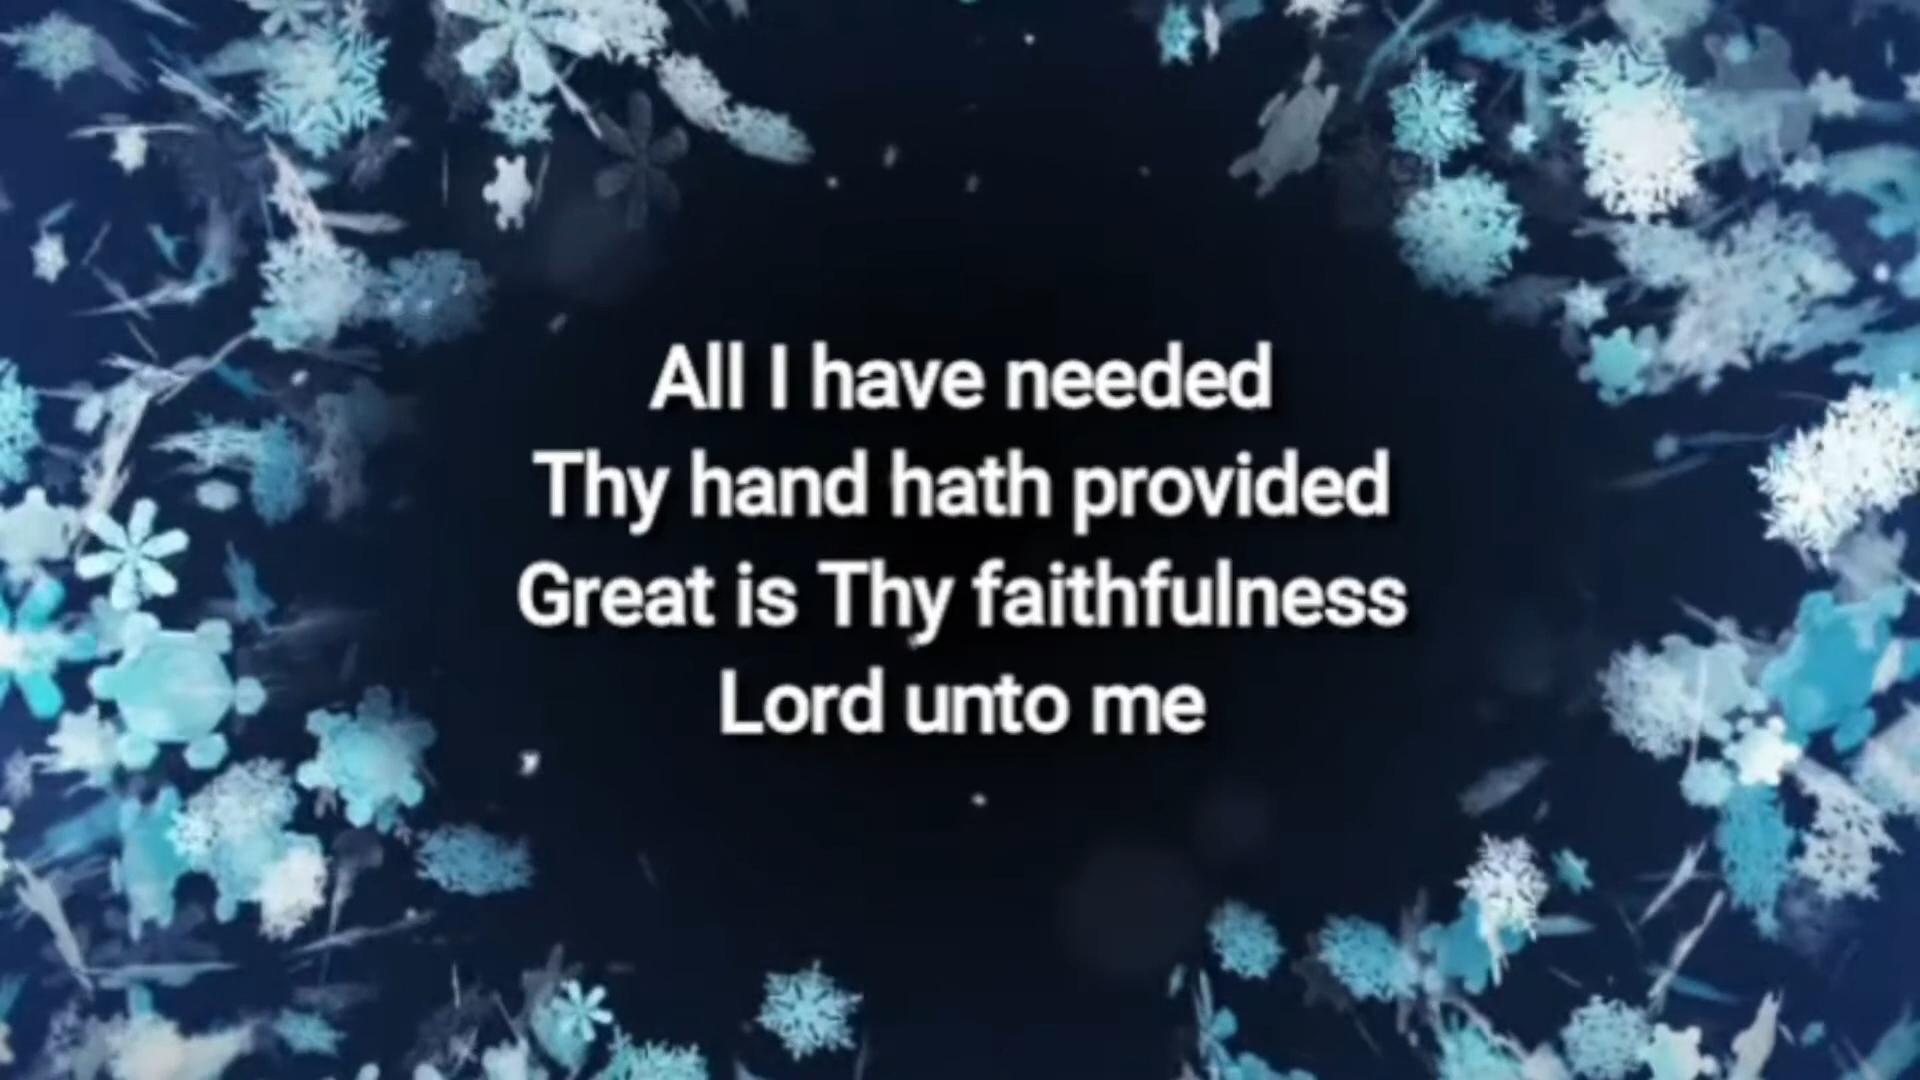 All I have needed
Thy hand hath provided
Great is Thy faithfulness
Lord unto me